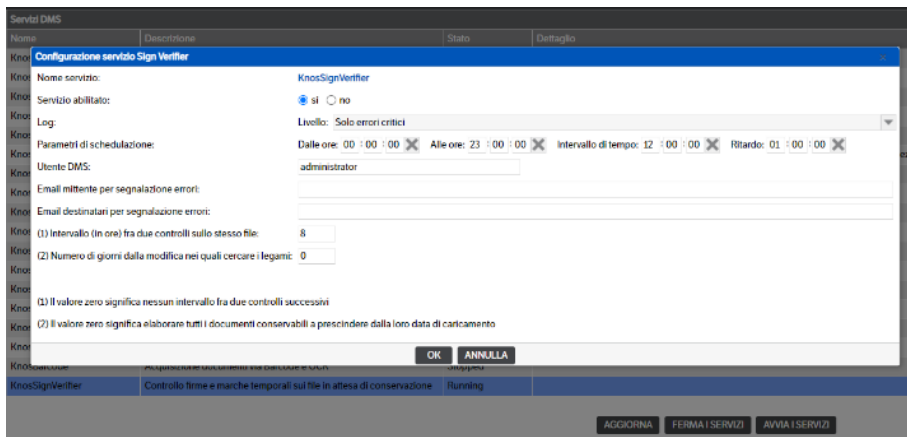 Servizi DMS
Nome Descrizione Stato Dettaglio
Configurazione servizio Sign Verifier
Nome servizio: KnosSignVerifier
Servizio abilitato: si no
Log: Livello: Solo errori critici
Parametri di schedulazione: Dalle ore: 00 : 00 : 00 Alle ore: 23 : 00 : 00 Intervallo di tempo: 12 : 00 : 00 Ritardo: 01 : 00 : 00
Utente DMS: administrator
Email mittente per segnalazione errori:
Email destinatari per segnalazione errori:
(1) Intervallo (in ore) fra due controlli sullo stesso file: 8
(2) Numero di giorni dalla modifica nei quali cercare i legami: 0
(1) Il valore zero significa nessun intervallo fra due controlli successivi
(2) Il valore zero significa elaborare tutti i documenti conservabili a prescindere dalla loro data di caricamento
OK ANNULLA
KnosBarcode Acquisizione documenti via Barcode e OCR Stopped
KnosSignVerifier Controllo firme e marche temporali sui file in attesa di conservazione Running
AGGIORNA FERMA I SERVIZI AVVIA I SERVIZI